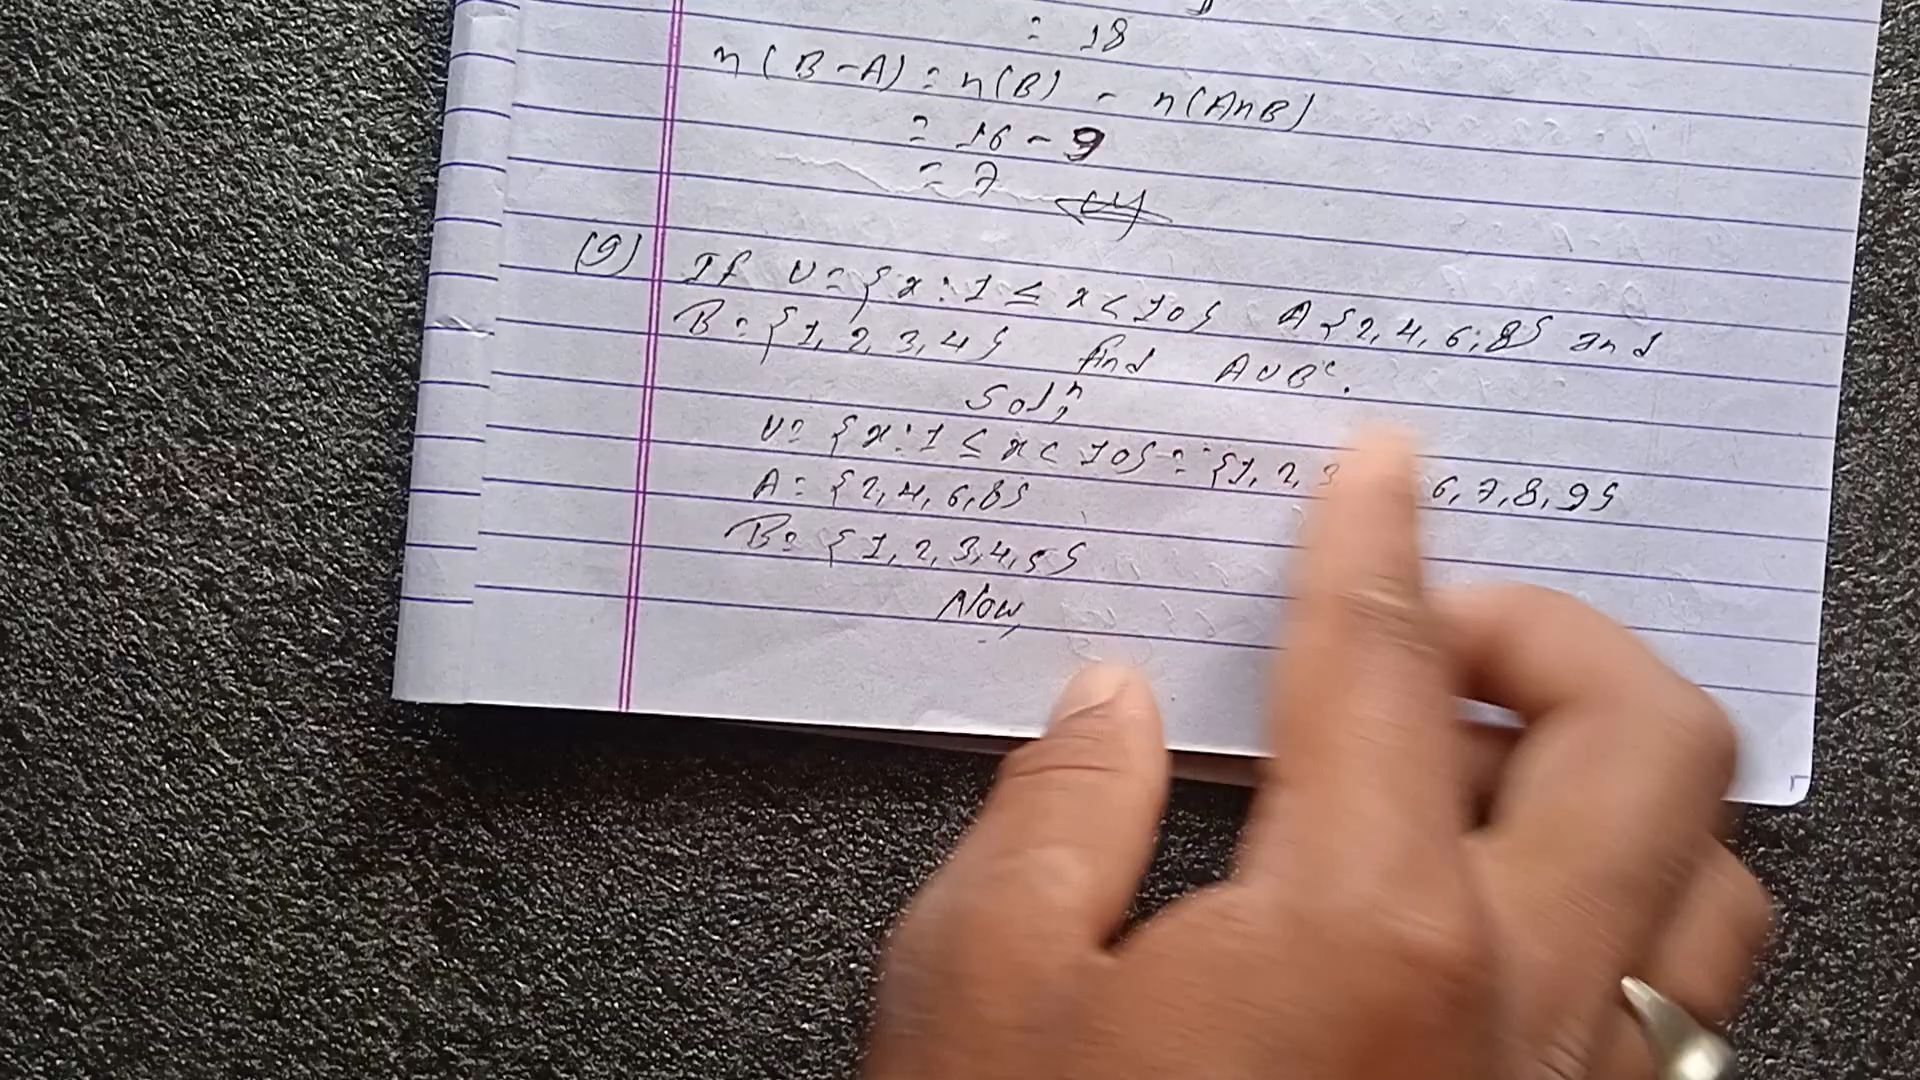 = 18
n(B-A) = n(B) - n(A∩B)
= 16 - 9
= 7
(9) If U = {x : 1 ≤ x < 10} A {2, 4, 6, 8} and
B = {1, 2, 3, 4} find A∪Bᶜ.
Solⁿ,
U = {x : 1 ≤ x < 10} = {1, 2, 3 6, 7, 8, 9}
A = {2, 4, 6, 8}
B = {1, 2, 3, 4, 5}
Now,